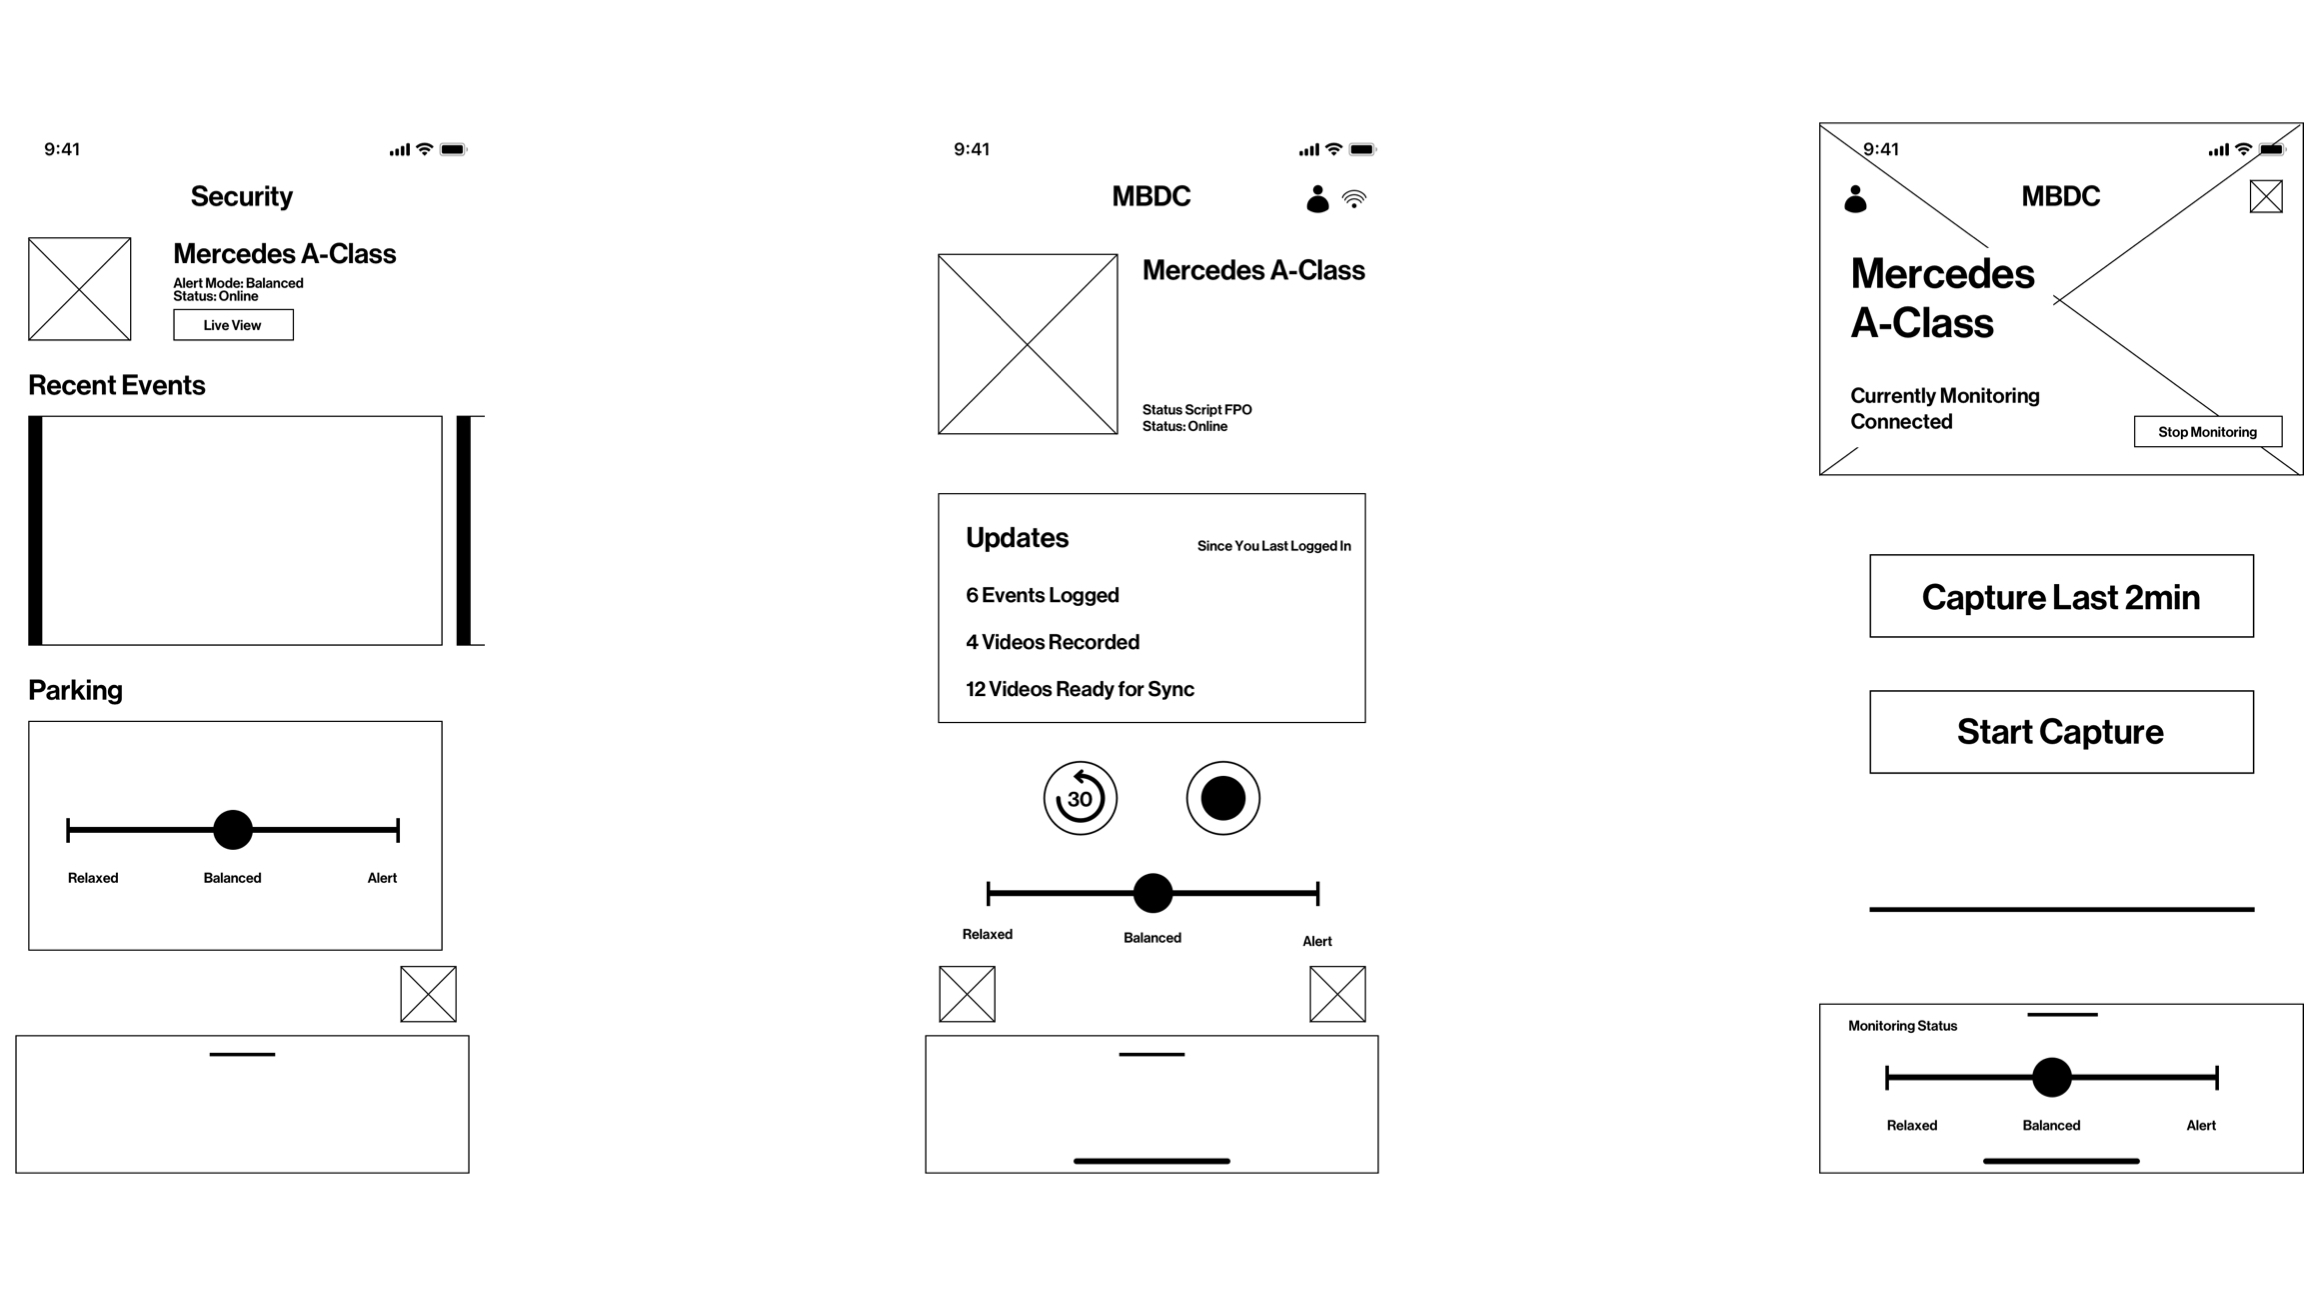 9:41
Security
Mercedes A-Class
Alert Mode: Balanced
Status: Online
Live View
Recent Events
Parking
Relaxed
Balanced
Alert
9:41
MBDC
Mercedes A-Class
Status Script FPO
Status: Online
Updates
Since You Last Logged In
6 Events Logged
4 Videos Recorded
12 Videos Ready for Sync
30
Relaxed
Balanced
Alert
9:41
MBDC
Mercedes
A-Class
Currently Monitoring
Connected
Stop Monitoring
Capture Last 2min
Start Capture
Monitoring Status
Relaxed
Balanced
Alert